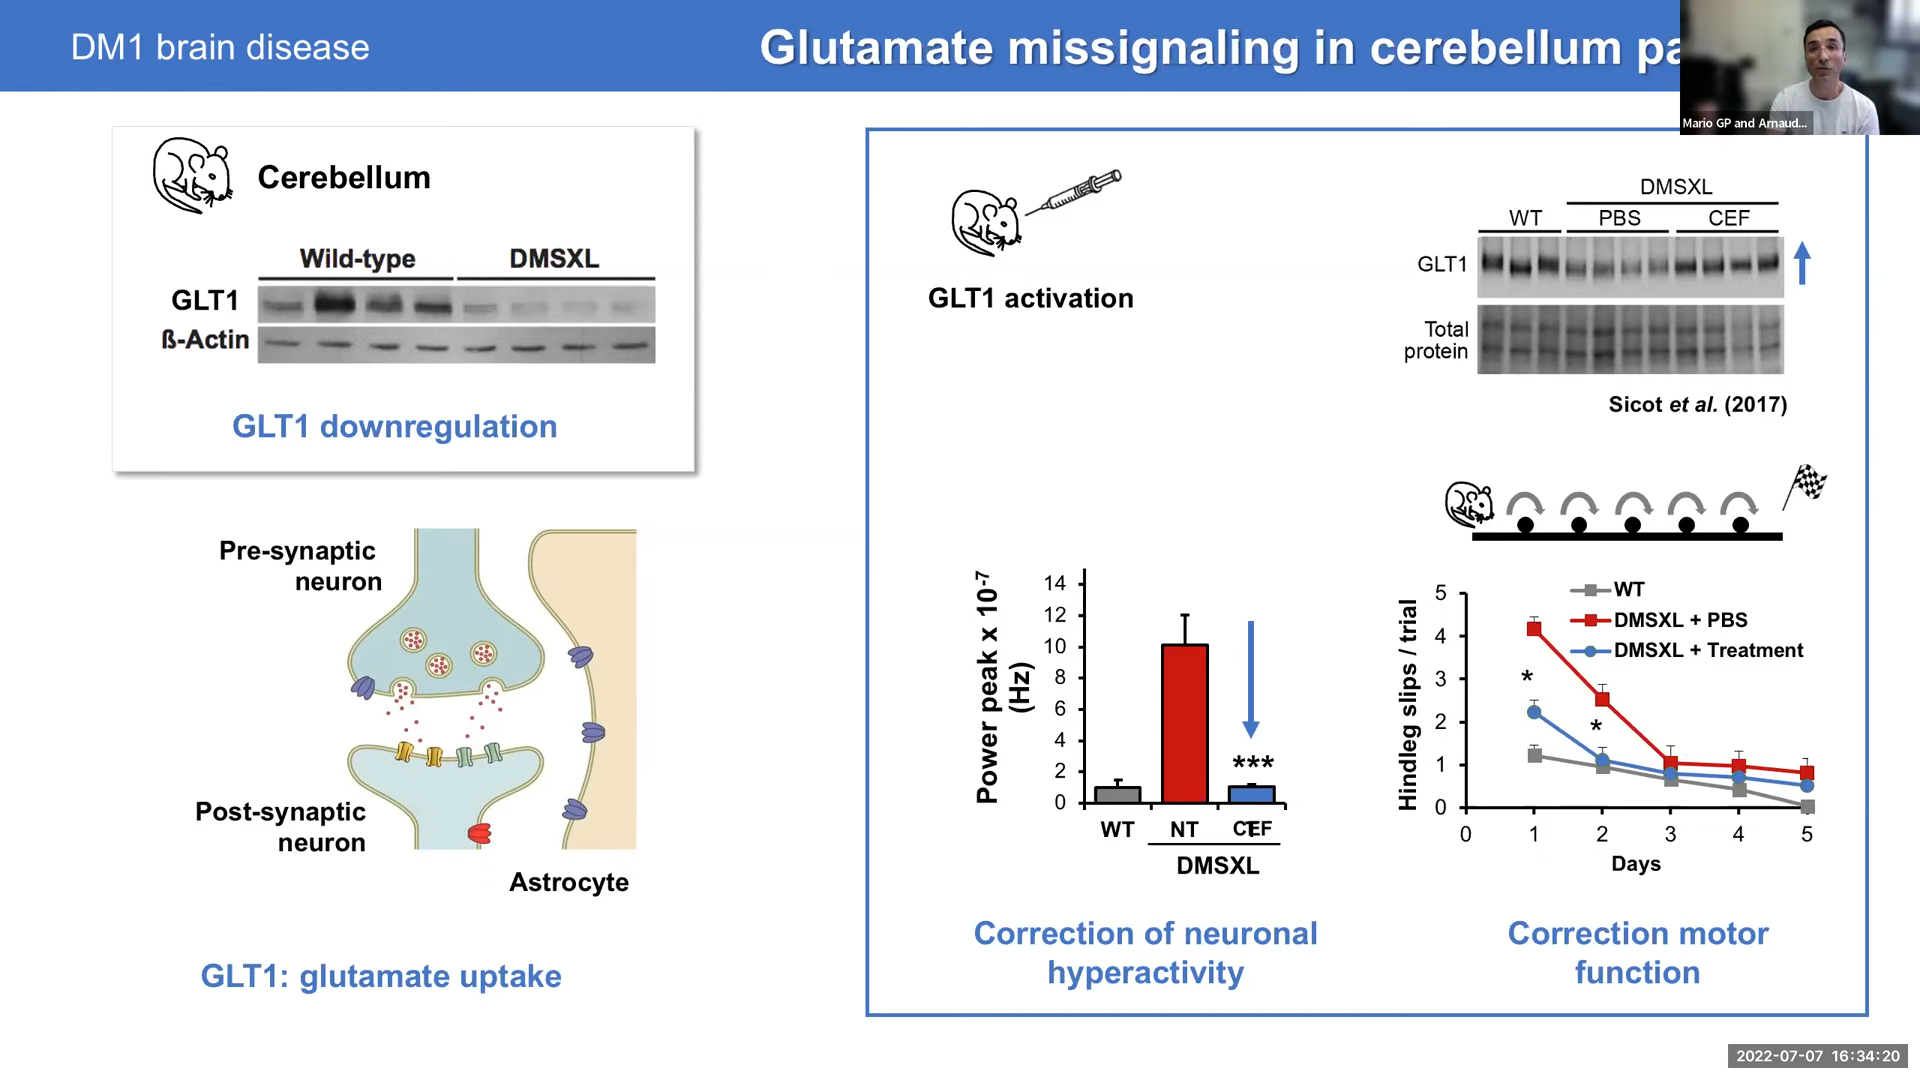 DM1 brain disease
Glutamate missignaling in cerebellum pa
Mario GP and Arnaud...
Cerebellum
Wild-type DMSXL
GLT1
ß-Actin
GLT1 downregulation
Pre-synaptic
neuron
Post-synaptic
neuron
Astrocyte
GLT1: glutamate uptake
GLT1 activation
DMSXL
WT PBS CEF
GLT1
Total
protein
Sicot et al. (2017)
Power peak x 10-7
(Hz)
14
12
10
8
6
4
2
0
***
WT NT CEF
DMSXL
Correction of neuronal
hyperactivity
Hindleg slips / trial
5
4
3
2
1
0
WT
DMSXL + PBS
DMSXL + Treatment
*
*
0 1 2 3 4 5
Days
Correction motor
function
2022-07-07 16:34:20